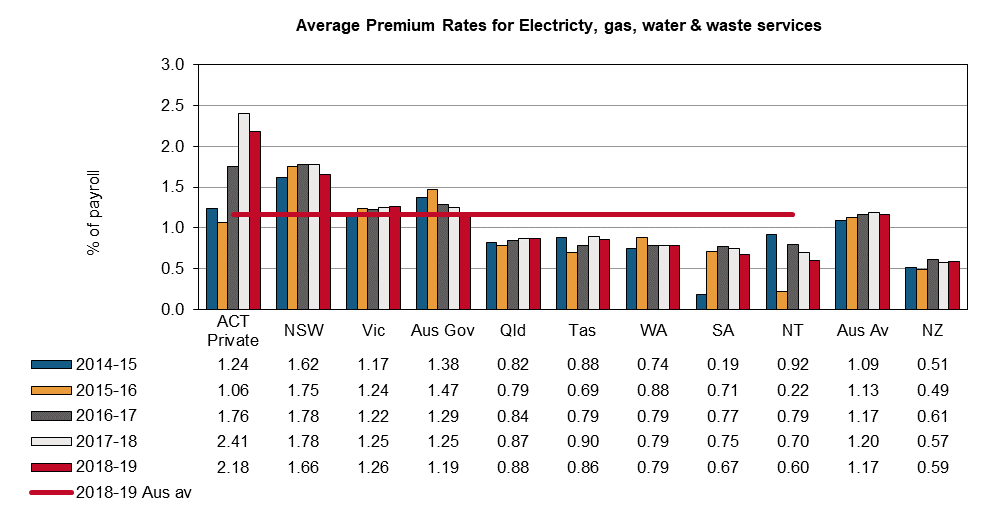 Average Premium Rates for Electricty, gas, water & waste services
% of payroll
3.0
2.5
2.0
1.5
1.0
0.5
0.0
ACT Private NSW Vic Aus Gov Qld Tas WA SA NT Aus Av NZ
2014-15 1.24 1.62 1.17 1.38 0.82 0.88 0.74 0.19 0.92 1.09 0.51
2015-16 1.06 1.75 1.24 1.47 0.79 0.69 0.88 0.71 0.22 1.13 0.49
2016-17 1.76 1.78 1.22 1.29 0.84 0.79 0.79 0.77 0.79 1.17 0.61
2017-18 2.41 1.78 1.25 1.25 0.87 0.90 0.79 0.75 0.70 1.20 0.57
2018-19 2.18 1.66 1.26 1.19 0.88 0.86 0.79 0.67 0.60 1.17 0.59
2018-19 Aus av